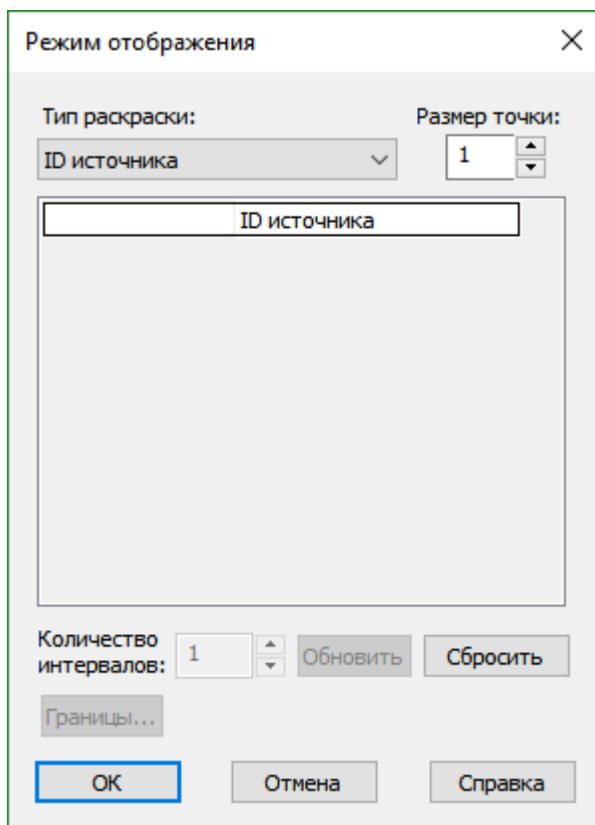 Режим отображения
Тип раскраски:
Размер точки:
ID источника
1
ID источника
Количество
интервалов:
1
Обновить
Сбросить
Границы...
ОК
Отмена
Справка